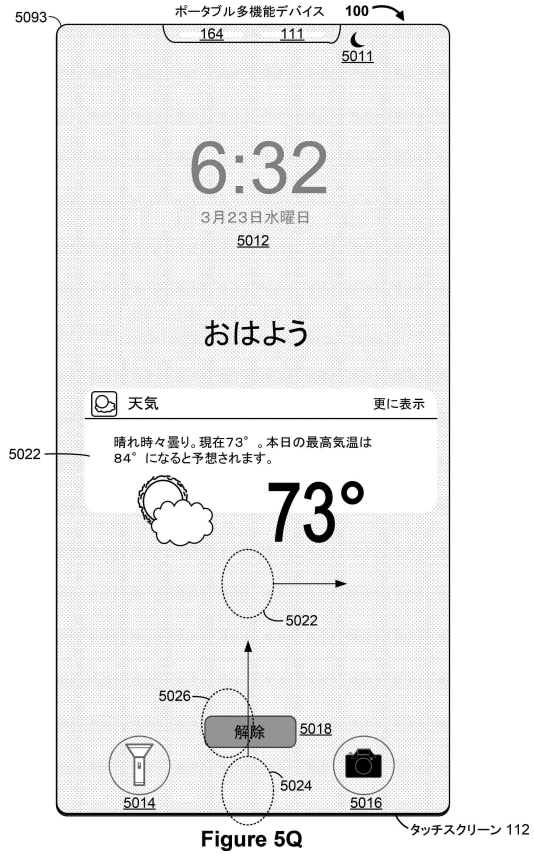 ポータブル多機能デバイス 100
5093
164 111
5011
6:32
3月23日水曜日
5012
おはよう
天気 更に表示
晴れ時々曇り。現在73°。本日の最高気温は
84°になると予想されます。
5022
73°
5022
5026
解除 5018
5024
5014 5016
タッチスクリーン 112
Figure 5Q